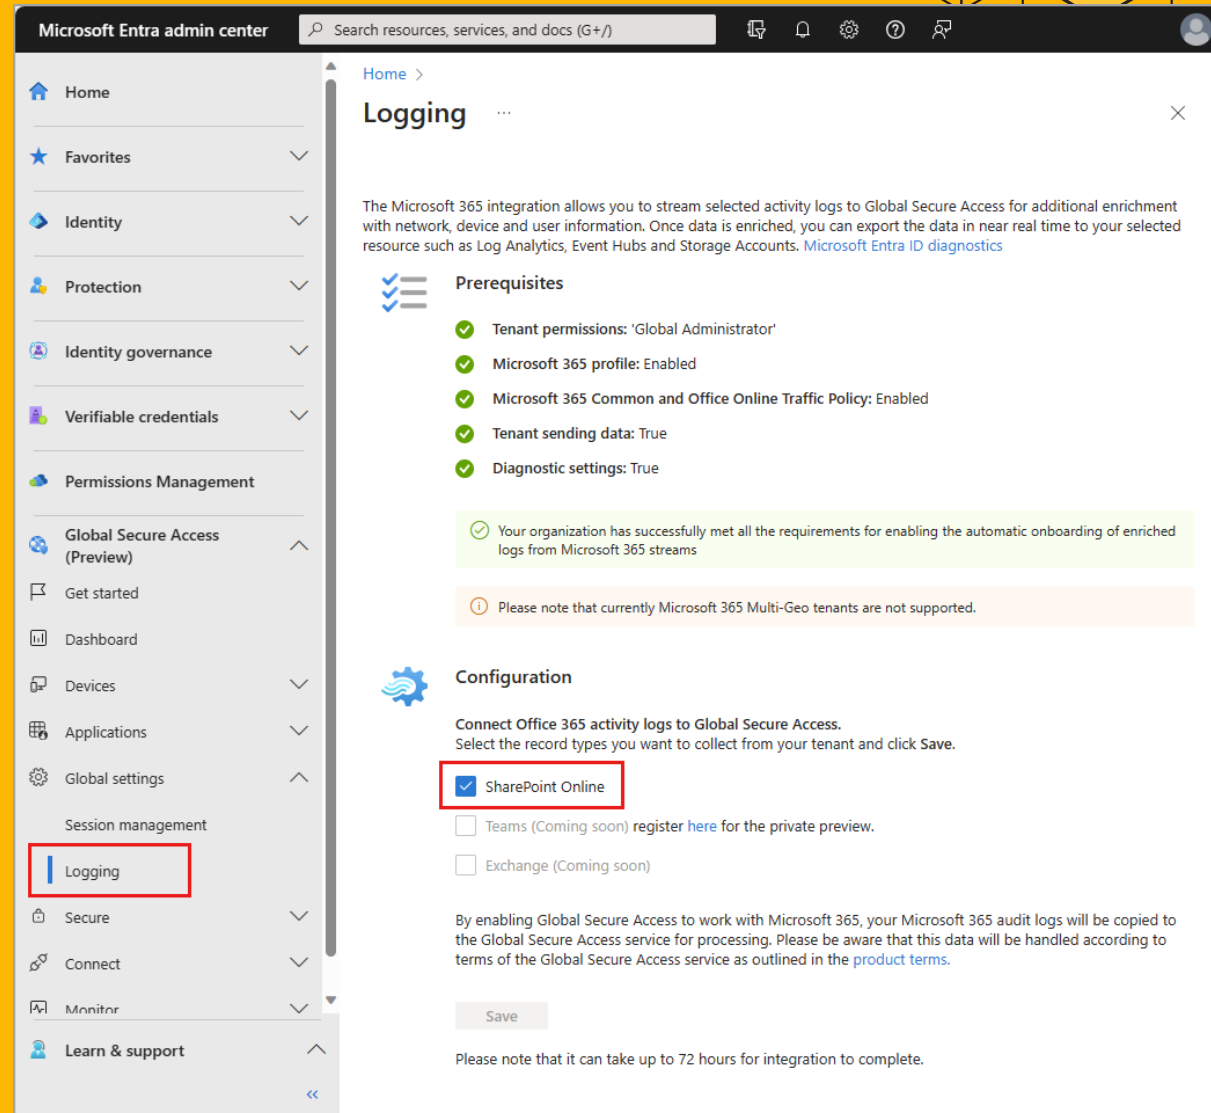 Microsoft Entra admin center
Search resources, services, and docs (G+/)
Home
Favorites
Identity
Protection
Identity governance
Verifiable credentials
Permissions Management
Global Secure Access
(Preview)
Get started
Dashboard
Devices
Applications
Global settings
Session management
Logging
Secure
Connect
Monitor
Learn & support
Home >
Logging ...
The Microsoft 365 integration allows you to stream selected activity logs to Global Secure Access for additional enrichment
with network, device and user information. Once data is enriched, you can export the data in near real time to your selected
resource such as Log Analytics, Event Hubs and Storage Accounts. Microsoft Entra ID diagnostics
Prerequisites
Tenant permissions: 'Global Administrator'
Microsoft 365 profile: Enabled
Microsoft 365 Common and Office Online Traffic Policy: Enabled
Tenant sending data: True
Diagnostic settings: True
Your organization has successfully met all the requirements for enabling the automatic onboarding of enriched
logs from Microsoft 365 streams
Please note that currently Microsoft 365 Multi-Geo tenants are not supported.
Configuration
Connect Office 365 activity logs to Global Secure Access.
Select the record types you want to collect from your tenant and click Save.
SharePoint Online
Teams (Coming soon) register here for the private preview.
Exchange (Coming soon)
By enabling Global Secure Access to work with Microsoft 365, your Microsoft 365 audit logs will be copied to
the Global Secure Access service for processing. Please be aware that this data will be handled according to
terms of the Global Secure Access service as outlined in the product terms.
Save
Please note that it can take up to 72 hours for integration to complete.